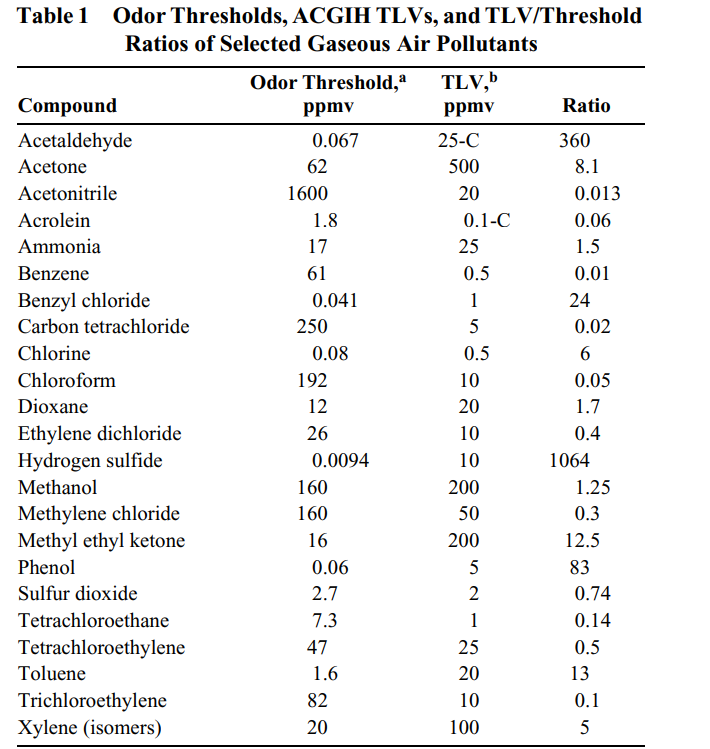 Table 1 Odor Thresholds, ACGIH TLVs, and TLV/Threshold
Ratios of Selected Gaseous Air Pollutants
Odor Threshold,a TLV,b
Compound ppmv ppmv Ratio
Acetaldehyde 0.067 25-C 360
Acetone 62 500 8.1
Acetonitrile 1600 20 0.013
Acrolein 1.8 0.1-C 0.06
Ammonia 17 25 1.5
Benzene 61 0.5 0.01
Benzyl chloride 0.041 1 24
Carbon tetrachloride 250 5 0.02
Chlorine 0.08 0.5 6
Chloroform 192 10 0.05
Dioxane 12 20 1.7
Ethylene dichloride 26 10 0.4
Hydrogen sulfide 0.0094 10 1064
Methanol 160 200 1.25
Methylene chloride 160 50 0.3
Methyl ethyl ketone 16 200 12.5
Phenol 0.06 5 83
Sulfur dioxide 2.7 2 0.74
Tetrachloroethane 7.3 1 0.14
Tetrachloroethylene 47 25 0.5
Toluene 1.6 20 13
Trichloroethylene 82 10 0.1
Xylene (isomers) 20 100 5